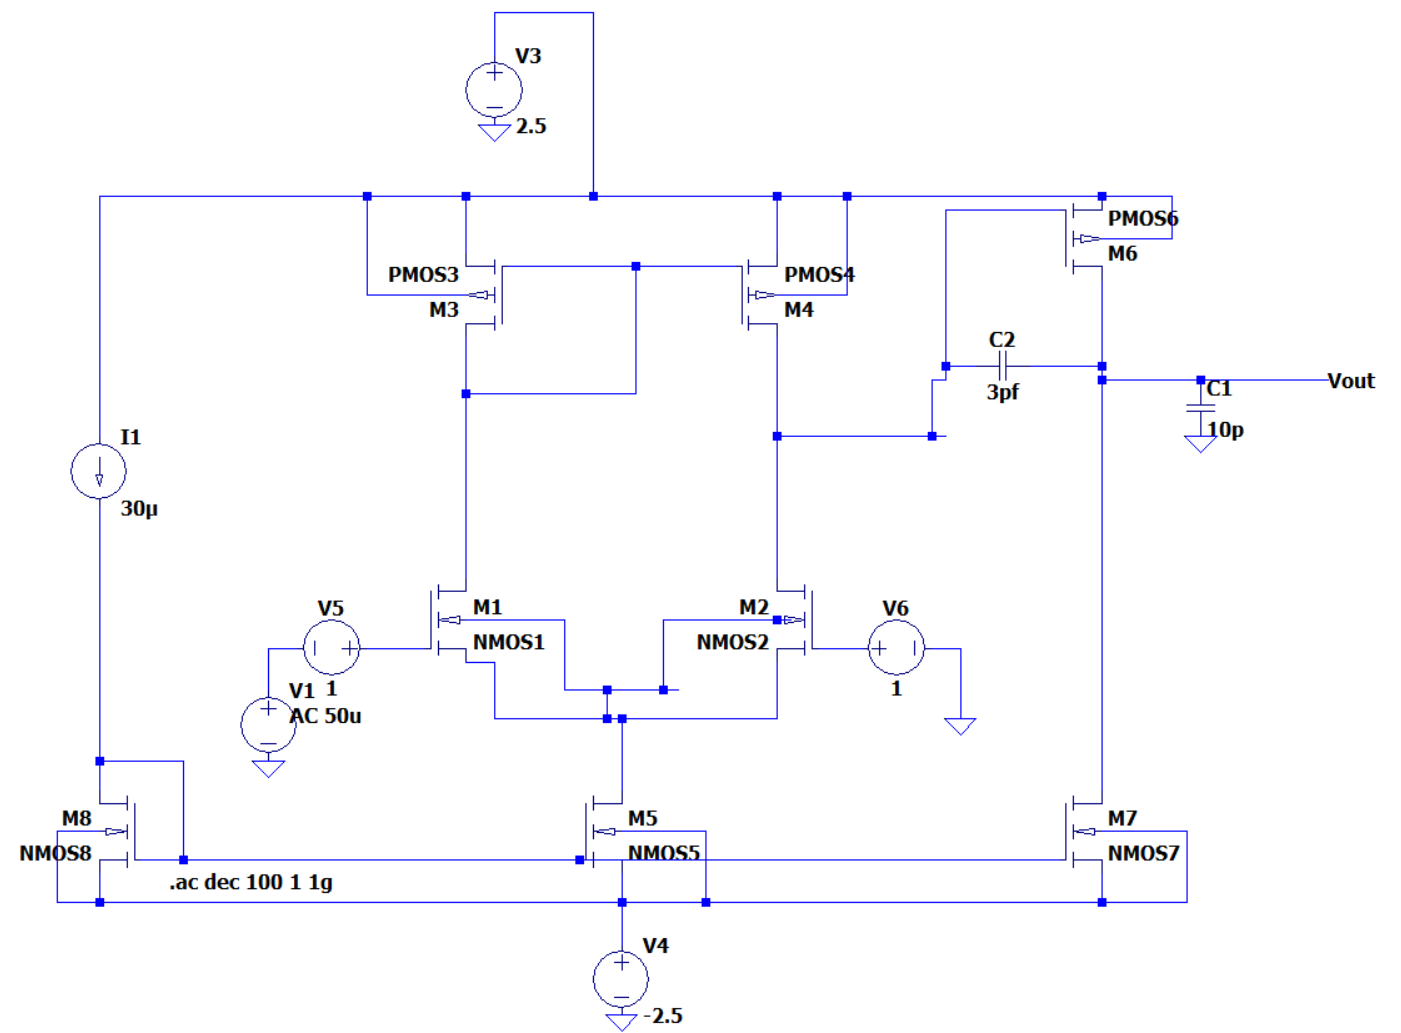 V3
2.5
PMOS6
M6
PMOS3
M3
PMOS4
M4
C2
3pf
Vout
C1
10p
I1
30µ
V5
1
M1
NMOS1
M2
NMOS2
V6
1
V1
AC 50u
M8
NMOS8
M5
NMOS5
M7
NMOS7
.ac dec 100 1 1g
V4
-2.5